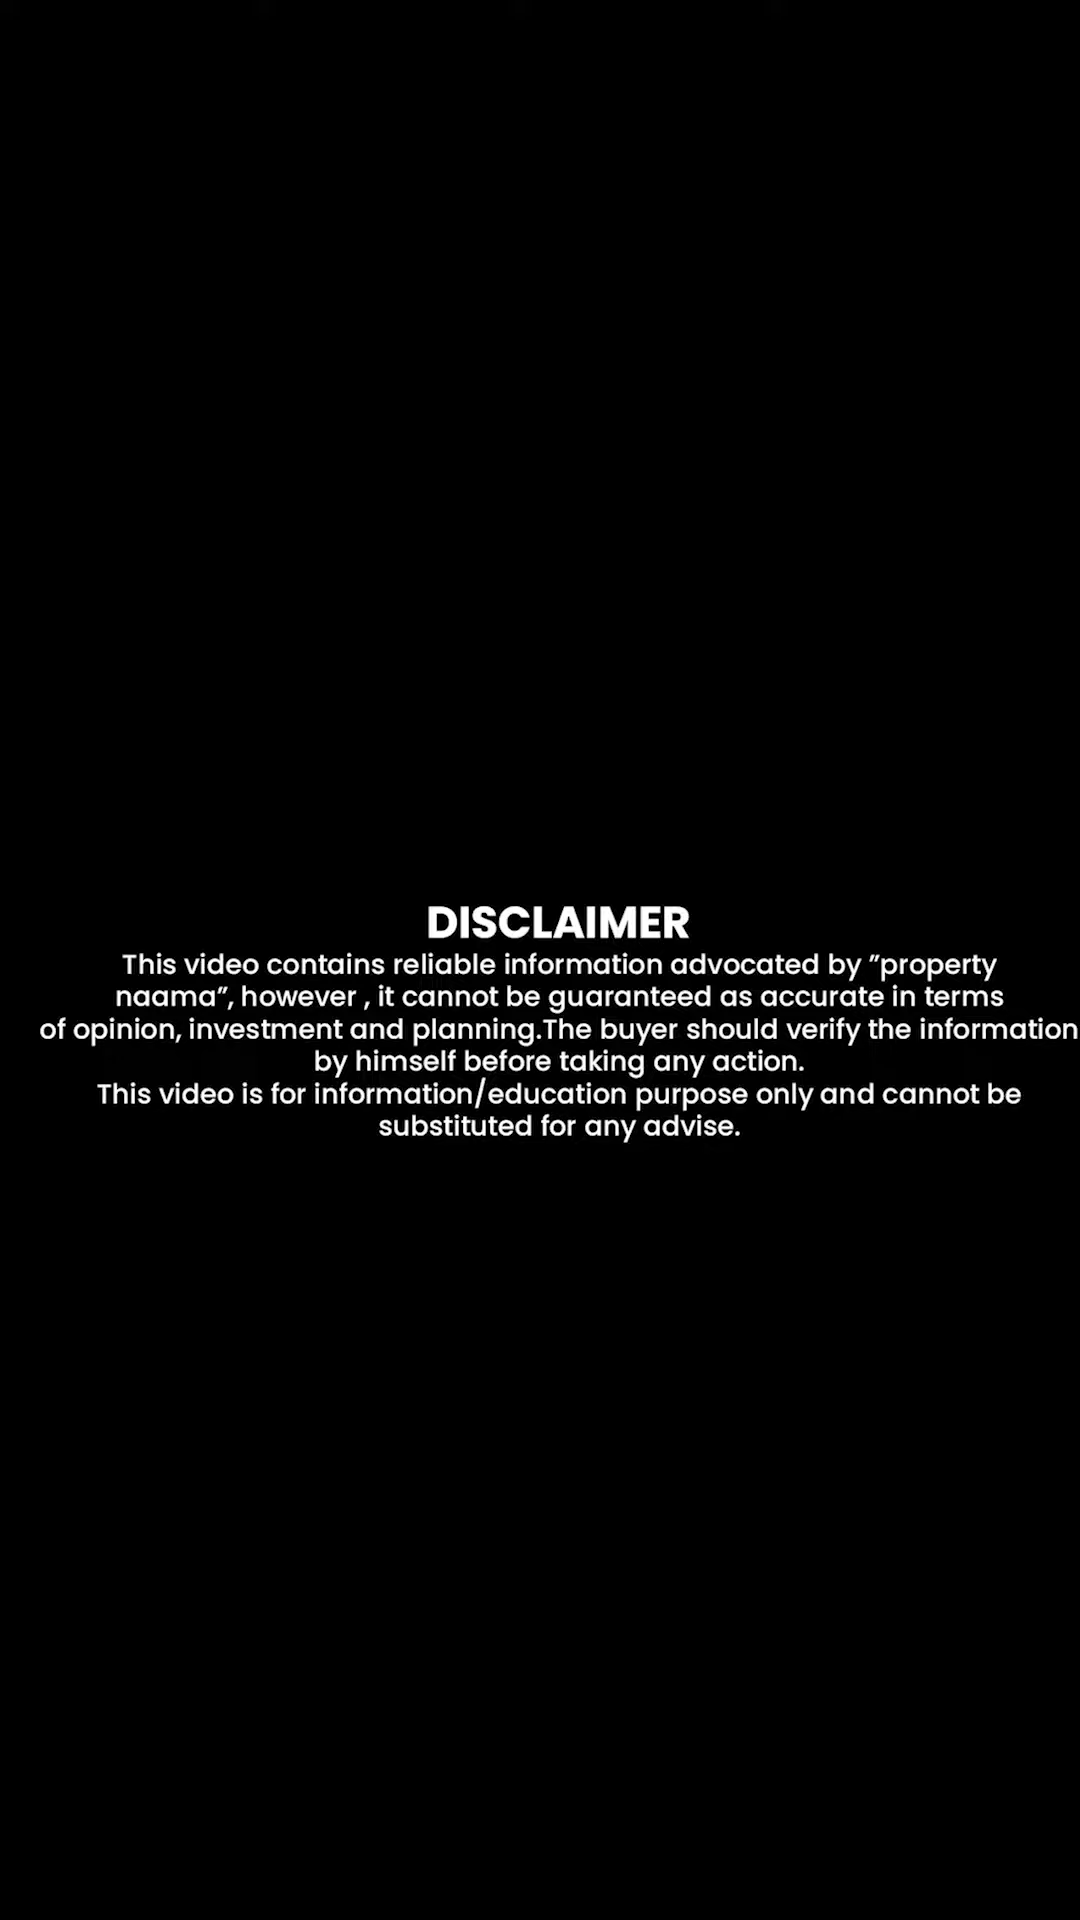 DISCLAIMER
This video contains reliable information advocated by ”property
naama”, however , it cannot be guaranteed as accurate in terms
of opinion, investment and planning.The buyer should verify the information
by himself before taking any action.
This video is for information/education purpose only and cannot be
substituted for any advise.